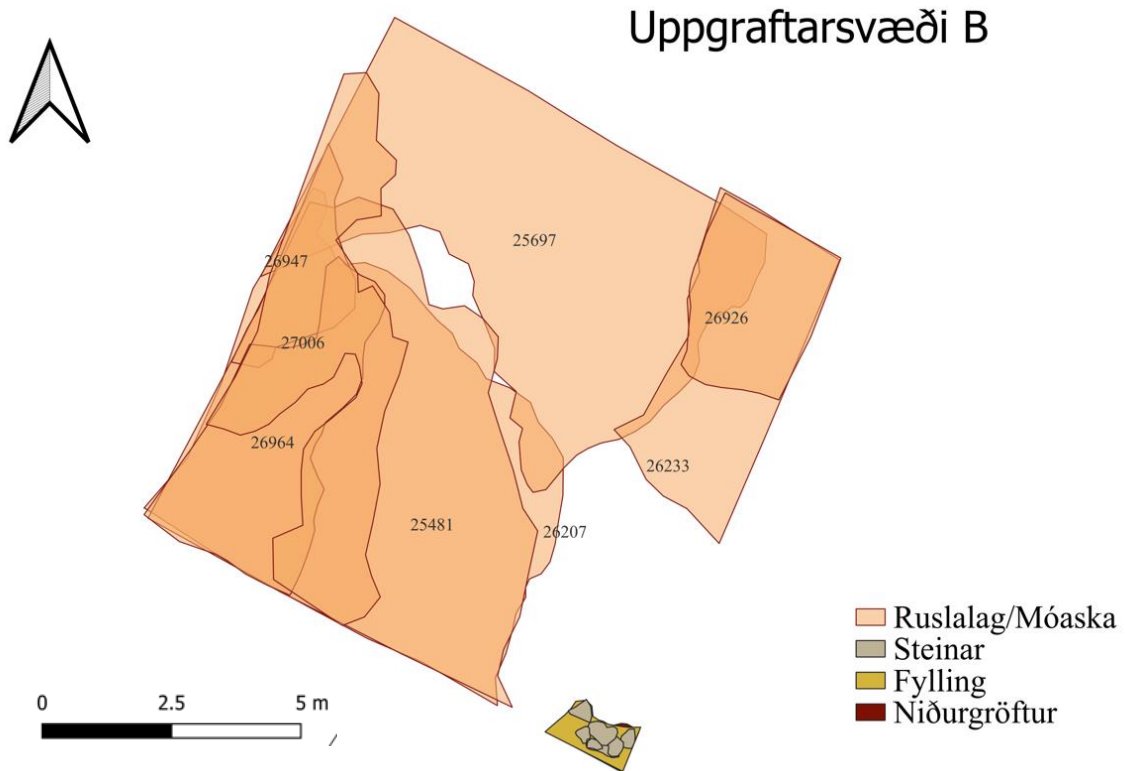 Uppgraftarsvæði B
25697
26947
26926
27006
26964
26233
25481
26207
Ruslalag/Móaska
Steinar
Fylling
Niðurgröftur
0 2.5 5 m